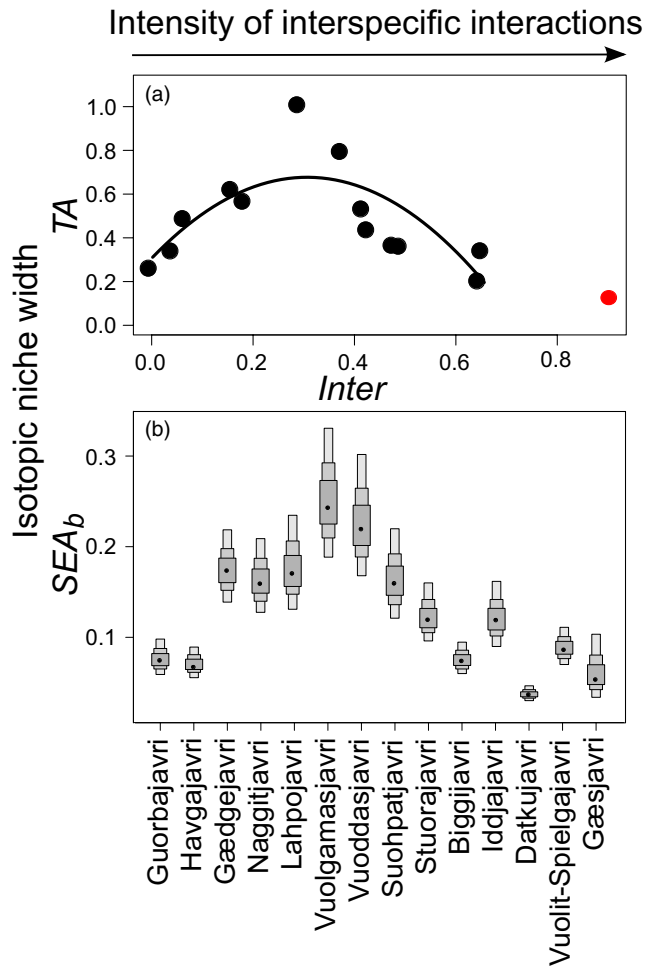 Intensity of interspecific interactions
(a)
1.0
0.8
0.6
0.4
0.2
0.0
TA
0.0 0.2 0.4 0.6 0.8
Inter
Isotopic niche width
(b)
0.3
0.2
0.1
SEAb
Guorbajavri
Havgajavri
Gædgejavri
Naggitjavri
Lahpojavri
Vuolgamasjavri
Vuoddasjavri
Suohpatjavri
Stuorajavri
Biggijavri
Iddjajavri
Datkujavri
Vuolit-Spielgajavri
Gæsjavri